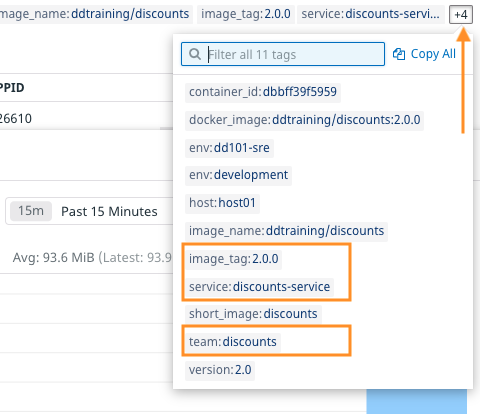 mage_name:ddtraining/discounts image_tag:2.0.0 service:discounts-servi... +4
Filter all 11 tags Copy All
PPID
container_id:dbbff39f5959
26610
docker_image:ddtraining/discounts:2.0.0
env:dd101-sre
env:development
15m Past 15 Minutes
host:host01
image_name:ddtraining/discounts
Avg: 93.6 MiB (Latest: 93.9
image_tag:2.0.0
service:discounts-service
short_image:discounts
team:discounts
version:2.0